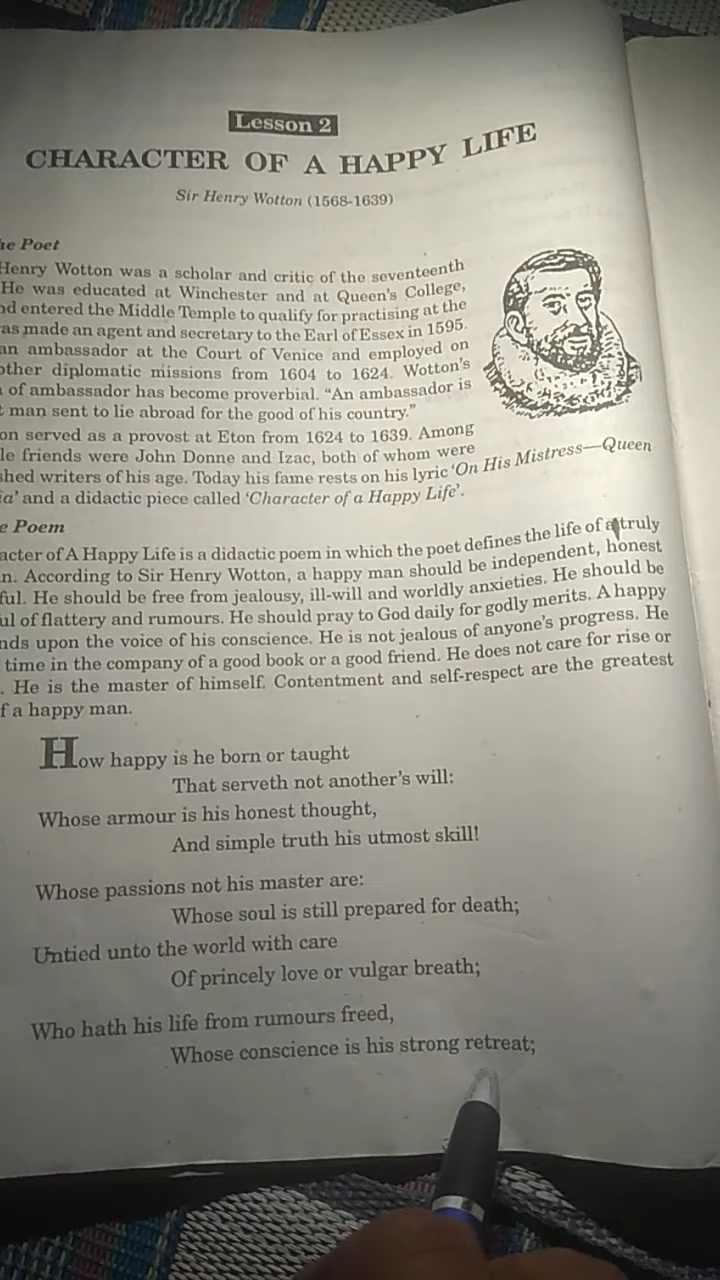 Lesson 2
CHARACTER OF A HAPPY LIFE
Sir Henry Wotton (1568-1639)
he Poet
Henry Wotton was a scholar and critic of the seventeenth
He was educated at Winchester and at Queen's College,
nd entered the Middle Temple to qualify for practising at the
as made an agent and secretary to the Earl of Essex in 1595.
an ambassador at the Court of Venice and employed on
other diplomatic missions from 1604 to 1624. Wotton's
of ambassador has become proverbial. "An ambassador is
t man sent to lie abroad for the good of his country."
on served as a provost at Eton from 1624 to 1639. Among
le friends were John Donne and Izac, both of whom were
shed writers of his age. Today his fame rests on his lyric 'On His Mistress—Queen
ia' and a didactic piece called 'Character of a Happy Life'.
e Poem
acter of A Happy Life is a didactic poem in which the poet defines the life of a truly
n. According to Sir Henry Wotton, a happy man should be independent, honest
ful. He should be free from jealousy, ill-will and worldly anxieties. He should be
ul of flattery and rumours. He should pray to God daily for godly merits. A happy
nds upon the voice of his conscience. He is not jealous of anyone's progress. He
time in the company of a good book or a good friend. He does not care for rise or
. He is the master of himself. Contentment and self-respect are the greatest
f a happy man.
How happy is he born or taught
That serveth not another's will:
Whose armour is his honest thought,
And simple truth his utmost skill!
Whose passions not his master are:
Whose soul is still prepared for death;
Untied unto the world with care
Of princely love or vulgar breath;
Who hath his life from rumours freed,
Whose conscience is his strong retreat;